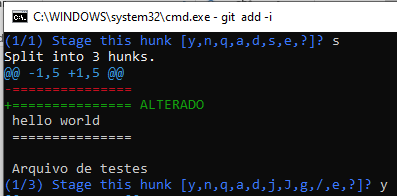 C:\WINDOWS\system32\cmd.exe - git add -i
(1/1) Stage this hunk [y,n,q,a,d,s,e,?]? s
Split into 3 hunks.
@@ -1,5 +1,5 @@
-===============
+=============== ALTERADO
 hello world
 ===============

 Arquivo de testes
(1/3) Stage this hunk [y,n,q,a,d,j,J,g,/,e,?]? y